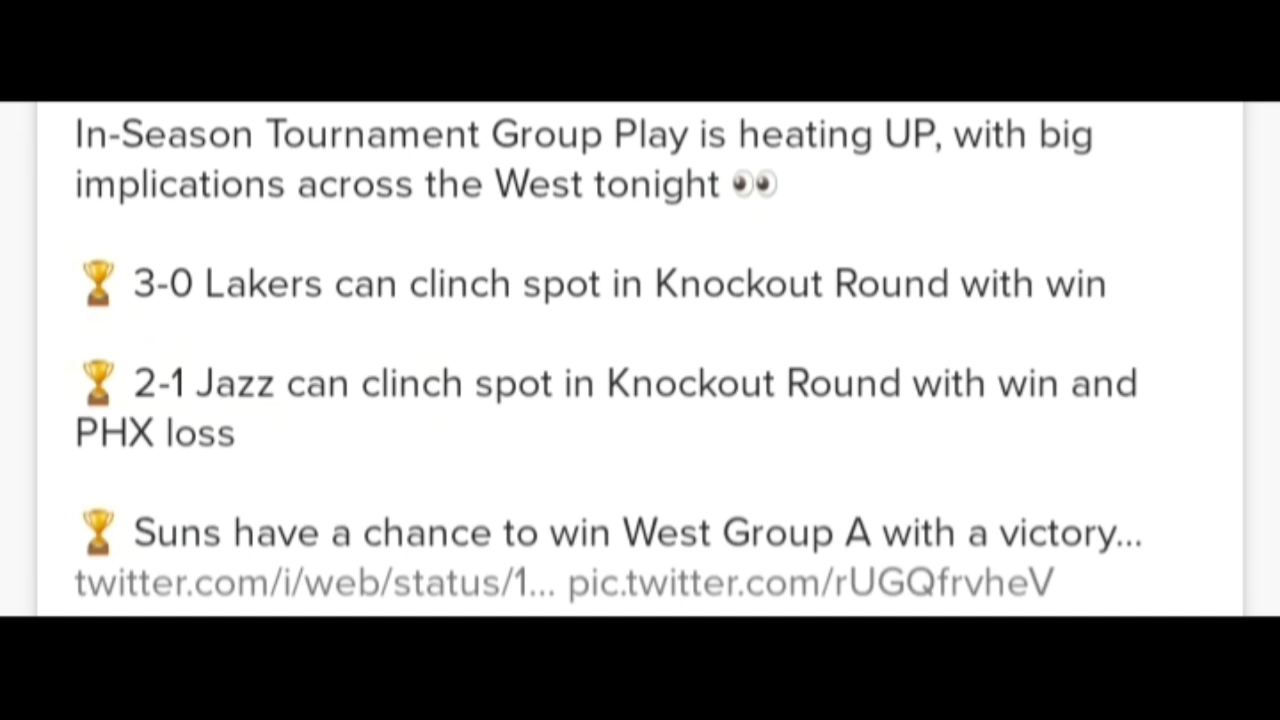 In-Season Tournament Group Play is heating UP, with big
implications across the West tonight 👀
🏆 3-0 Lakers can clinch spot in Knockout Round with win
🏆 2-1 Jazz can clinch spot in Knockout Round with win and
PHX loss
🏆 Suns have a chance to win West Group A with a victory...
twitter.com/i/web/status/1... pic.twitter.com/rUGQfrvheV